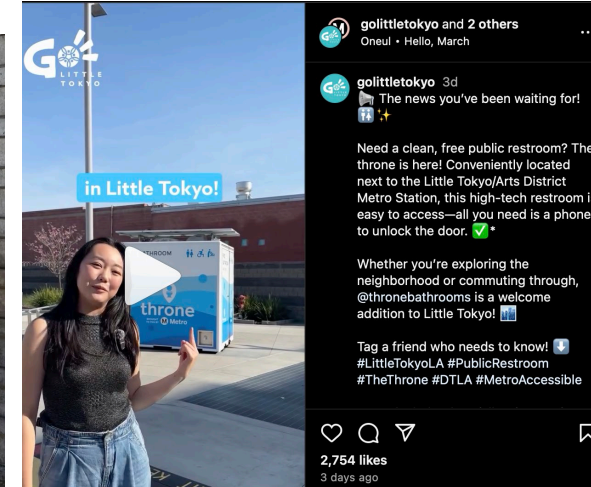 GO
LITTLE
TOKYO
in Little Tokyo!
THROOM
throne
Metro
golittletokyo and 2 others
Oneul • Hello, March
golittletokyo 3d
📢 The news you've been waiting for!
🚻✨
Need a clean, free public restroom? The
throne is here! Conveniently located
next to the Little Tokyo/Arts District
Metro Station, this high-tech restroom i
easy to access—all you need is a phone
to unlock the door. ✅*
Whether you're exploring the
neighborhood or commuting through,
@thronebathrooms is a welcome
addition to Little Tokyo! 🏙️
Tag a friend who needs to know! ⬇️
#LittleTokyoLA #PublicRestroom
#TheThrone #DTLA #MetroAccessible
2,754 likes
3 days ago